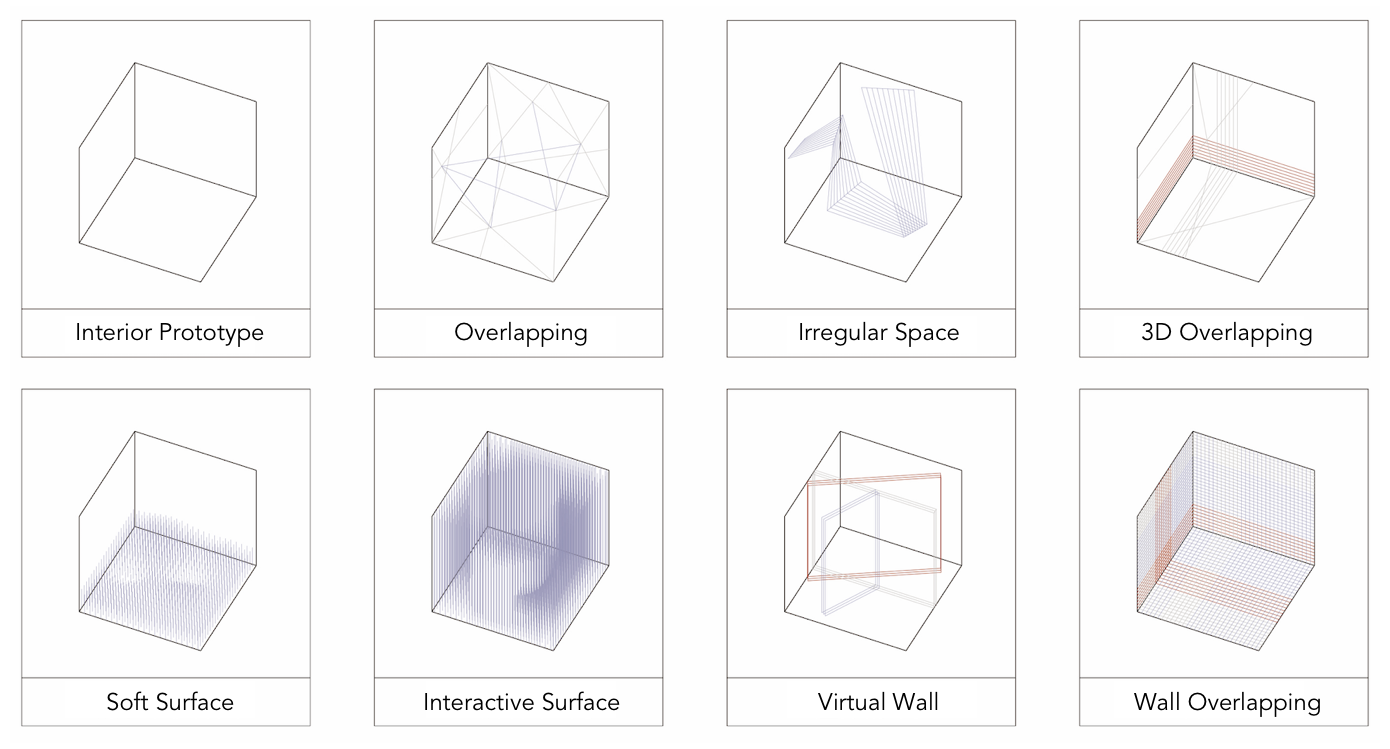 Interior Prototype
Overlapping
Irregular Space
3D Overlapping
Soft Surface
Interactive Surface
Virtual Wall
Wall Overlapping